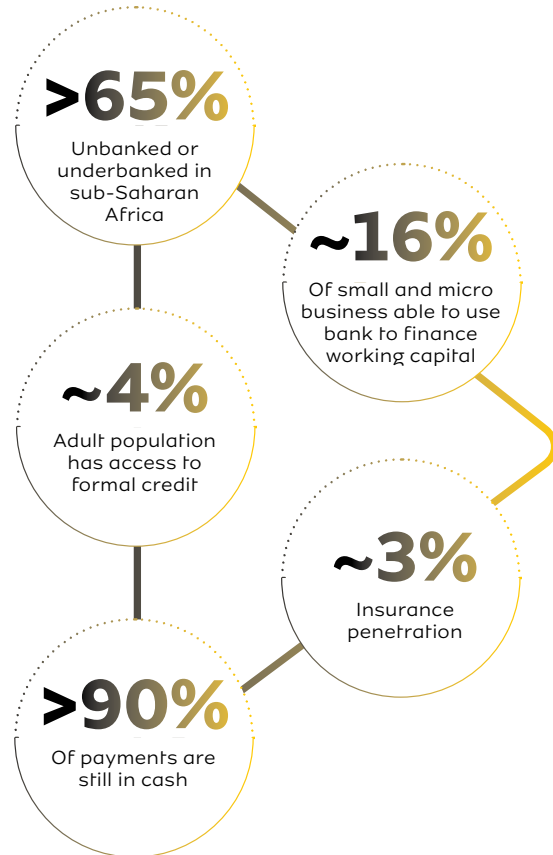 >65%
Unbanked or
underbanked in
sub-Saharan
Africa
~16%
Of small and micro
business able to use
bank to finance
working capital
~4%
Adult population
has access to
formal credit
~3%
Insurance
penetration
>90%
Of payments are
still in cash